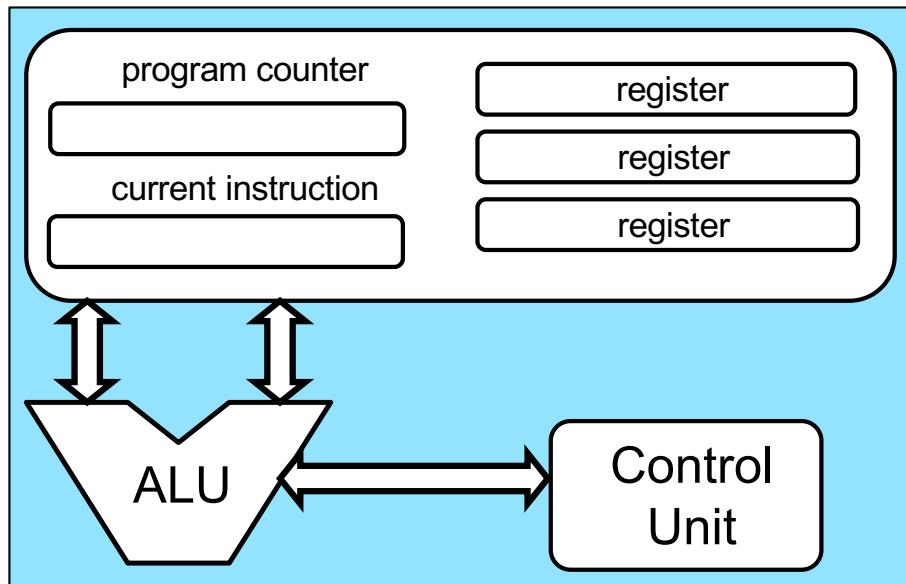 program counter
current instruction
register
register
register
ALU
Control
Unit